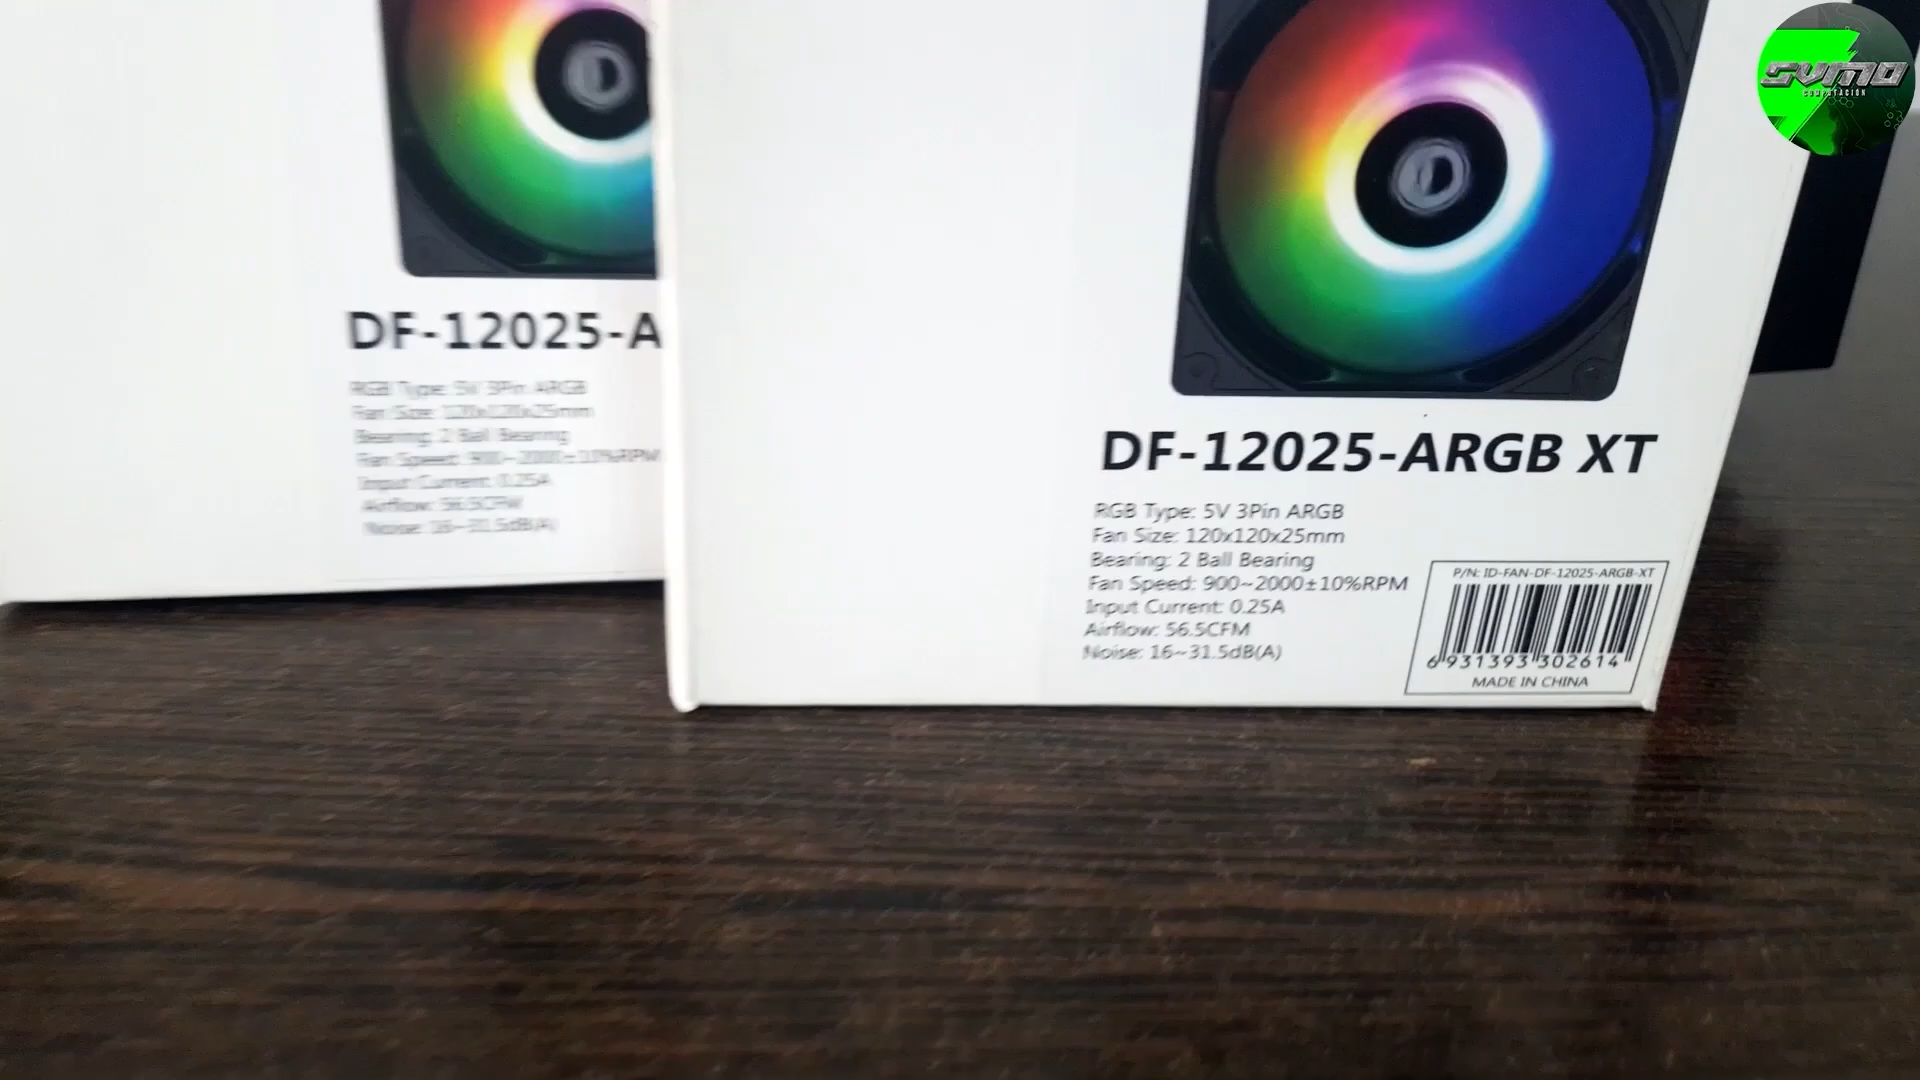 SVMO
COMPUTACIÓN
DF-12025-A
RGB Type: 5V 3Pin ARGB
Fan Size: 120x120x25mm
Bearing: 2 Ball Bearing
Fan Speed: 900~2000±10%RPM
Input Current: 0.25A
Airflow: 56.5CFM
Noise: 16~31.5dB(A)
DF-12025-ARGB XT
RGB Type: 5V 3Pin ARGB
Fan Size: 120x120x25mm
Bearing: 2 Ball Bearing
Fan Speed: 900~2000±10%RPM
Input Current: 0.25A
Airflow: 56.5CFM
Noise: 16~31.5dB(A)
P/N: ID-FAN-DF-12025-ARGB-XT
6 931393 302614
MADE IN CHINA